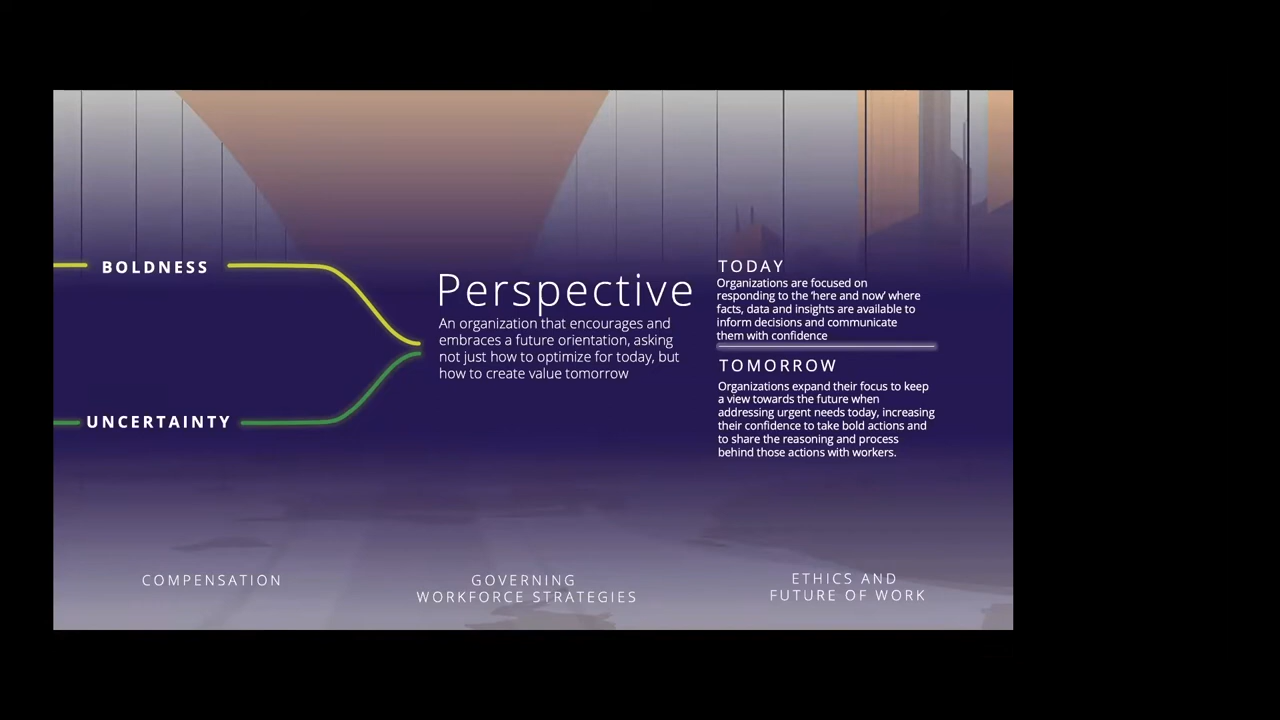 BOLDNESS
UNCERTAINTY
Perspective
An organization that encourages and
embraces a future orientation, asking
not just how to optimize for today, but
how to create value tomorrow
TODAY
Organizations are focused on
responding to the ‘here and now’ where
facts, data and insights are available to
inform decisions and communicate
them with confidence
TOMORROW
Organizations expand their focus to keep
a view towards the future when
addressing urgent needs today, increasing
their confidence to take bold actions and
to share the reasoning and process
behind those actions with workers.
COMPENSATION
GOVERNING
WORKFORCE STRATEGIES
ETHICS AND
FUTURE OF WORK